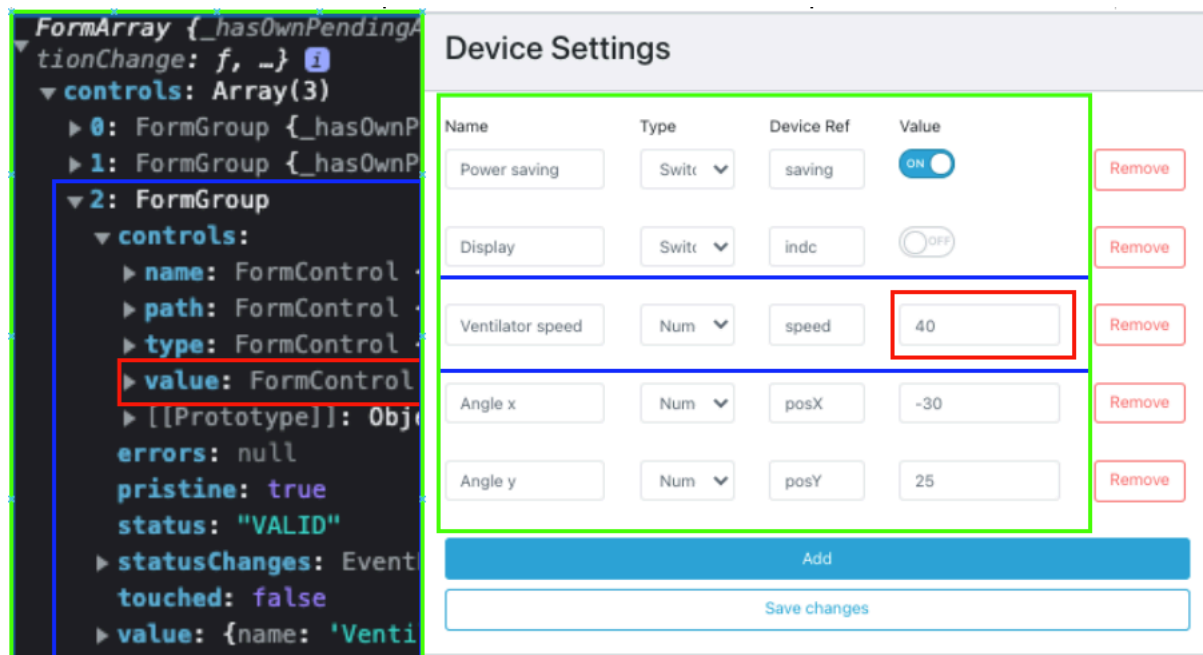 FormArray {_hasOwnPendingA
tionChange: ƒ, …} i
controls: Array(3)
0: FormGroup {_hasOwnP
1: FormGroup {_hasOwnP
2: FormGroup
controls:
name: FormControl
path: FormControl
type: FormControl
value: FormControl
[[Prototype]]: Obj
errors: null
pristine: true
status: "VALID"
statusChanges: Event
touched: false
value: {name: 'Venti
Device Settings
Name Type Device Ref Value
Power saving Switc saving ON Remove
Display Switc indc OFF Remove
Ventilator speed Num speed 40 Remove
Angle x Num posX -30 Remove
Angle y Num posY 25 Remove
Add
Save changes